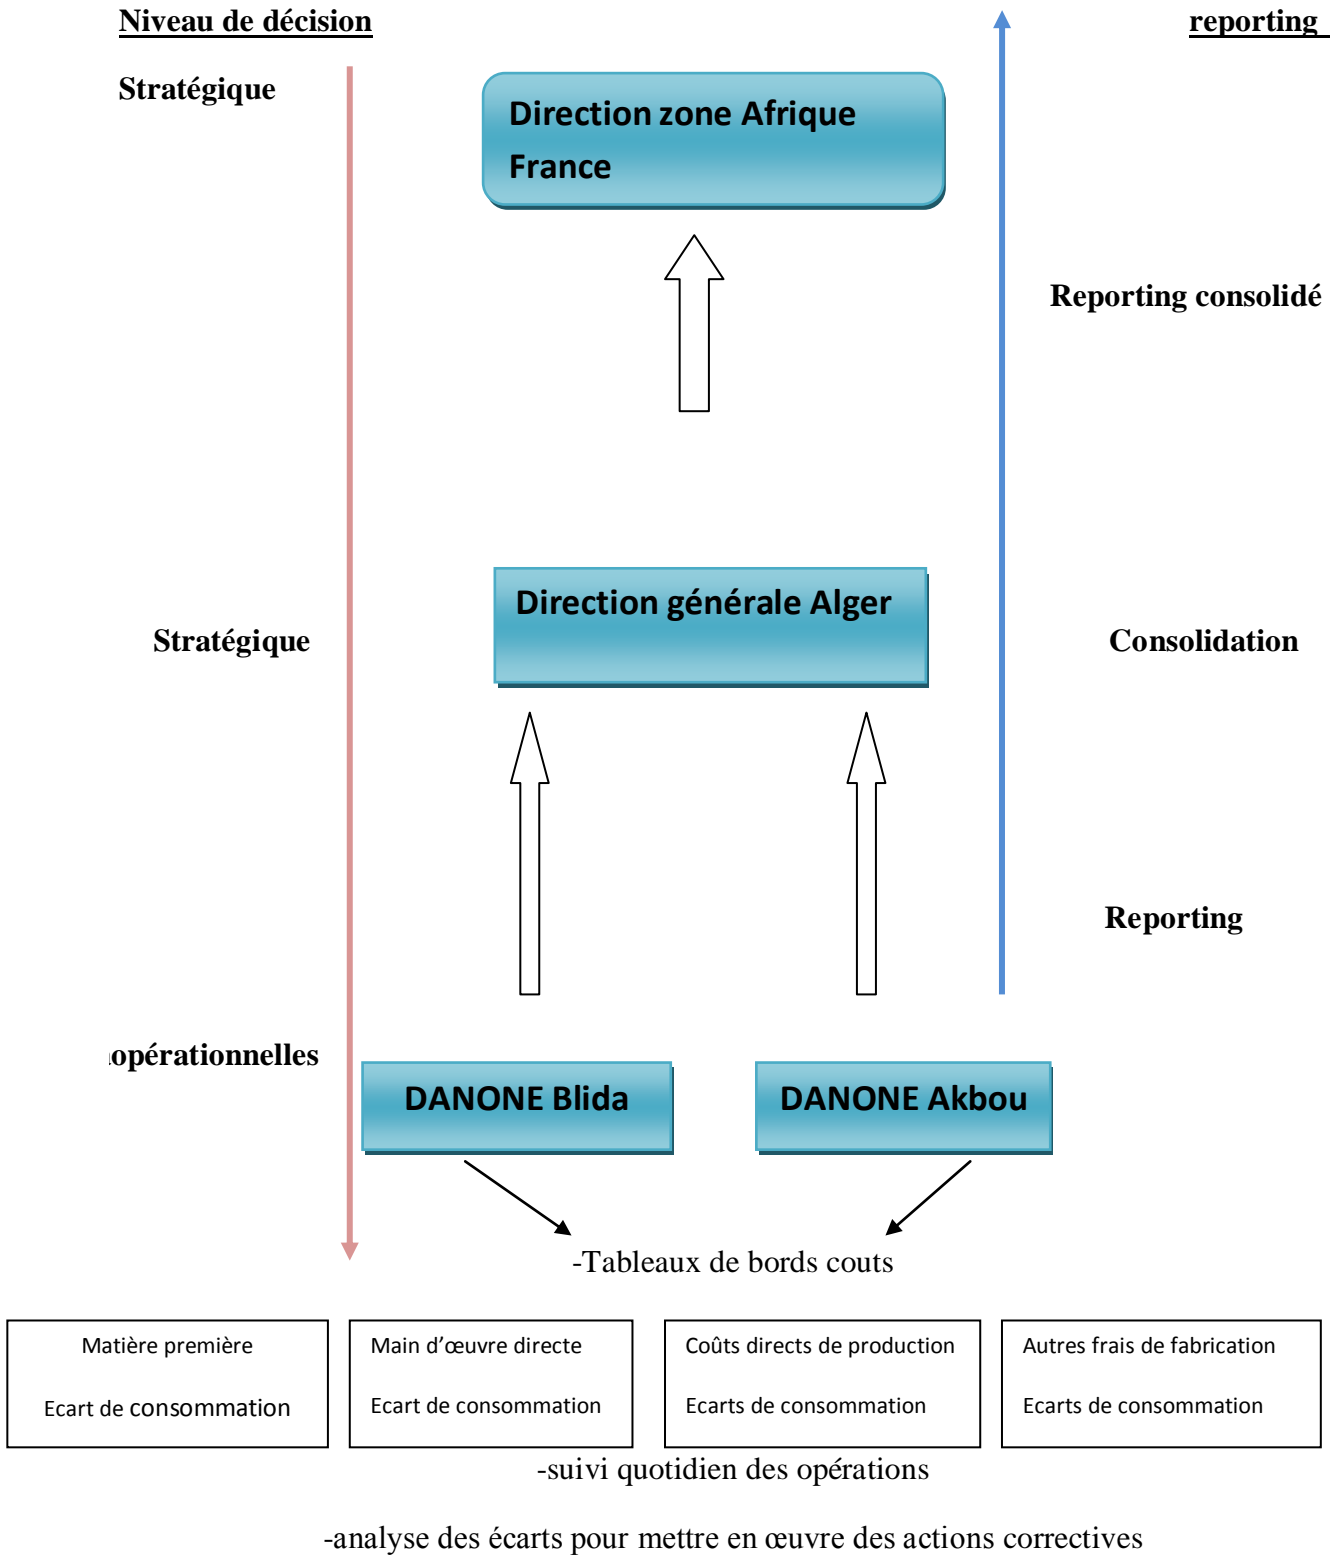 Niveau de décision
reporting
Stratégique
Direction zone Afrique
France
Reporting consolidé
Direction générale Alger
Stratégique
Consolidation
Reporting
opérationnelles
DANONE Blida
DANONE Akbou
-Tableaux de bords couts
Matière première
Ecart de consommation
Main d’œuvre directe
Ecart de consommation
Coûts directs de production
Ecarts de consommation
Autres frais de fabrication
Ecarts de consommation
-suivi quotidien des opérations
-analyse des écarts pour mettre en œuvre des actions correctives